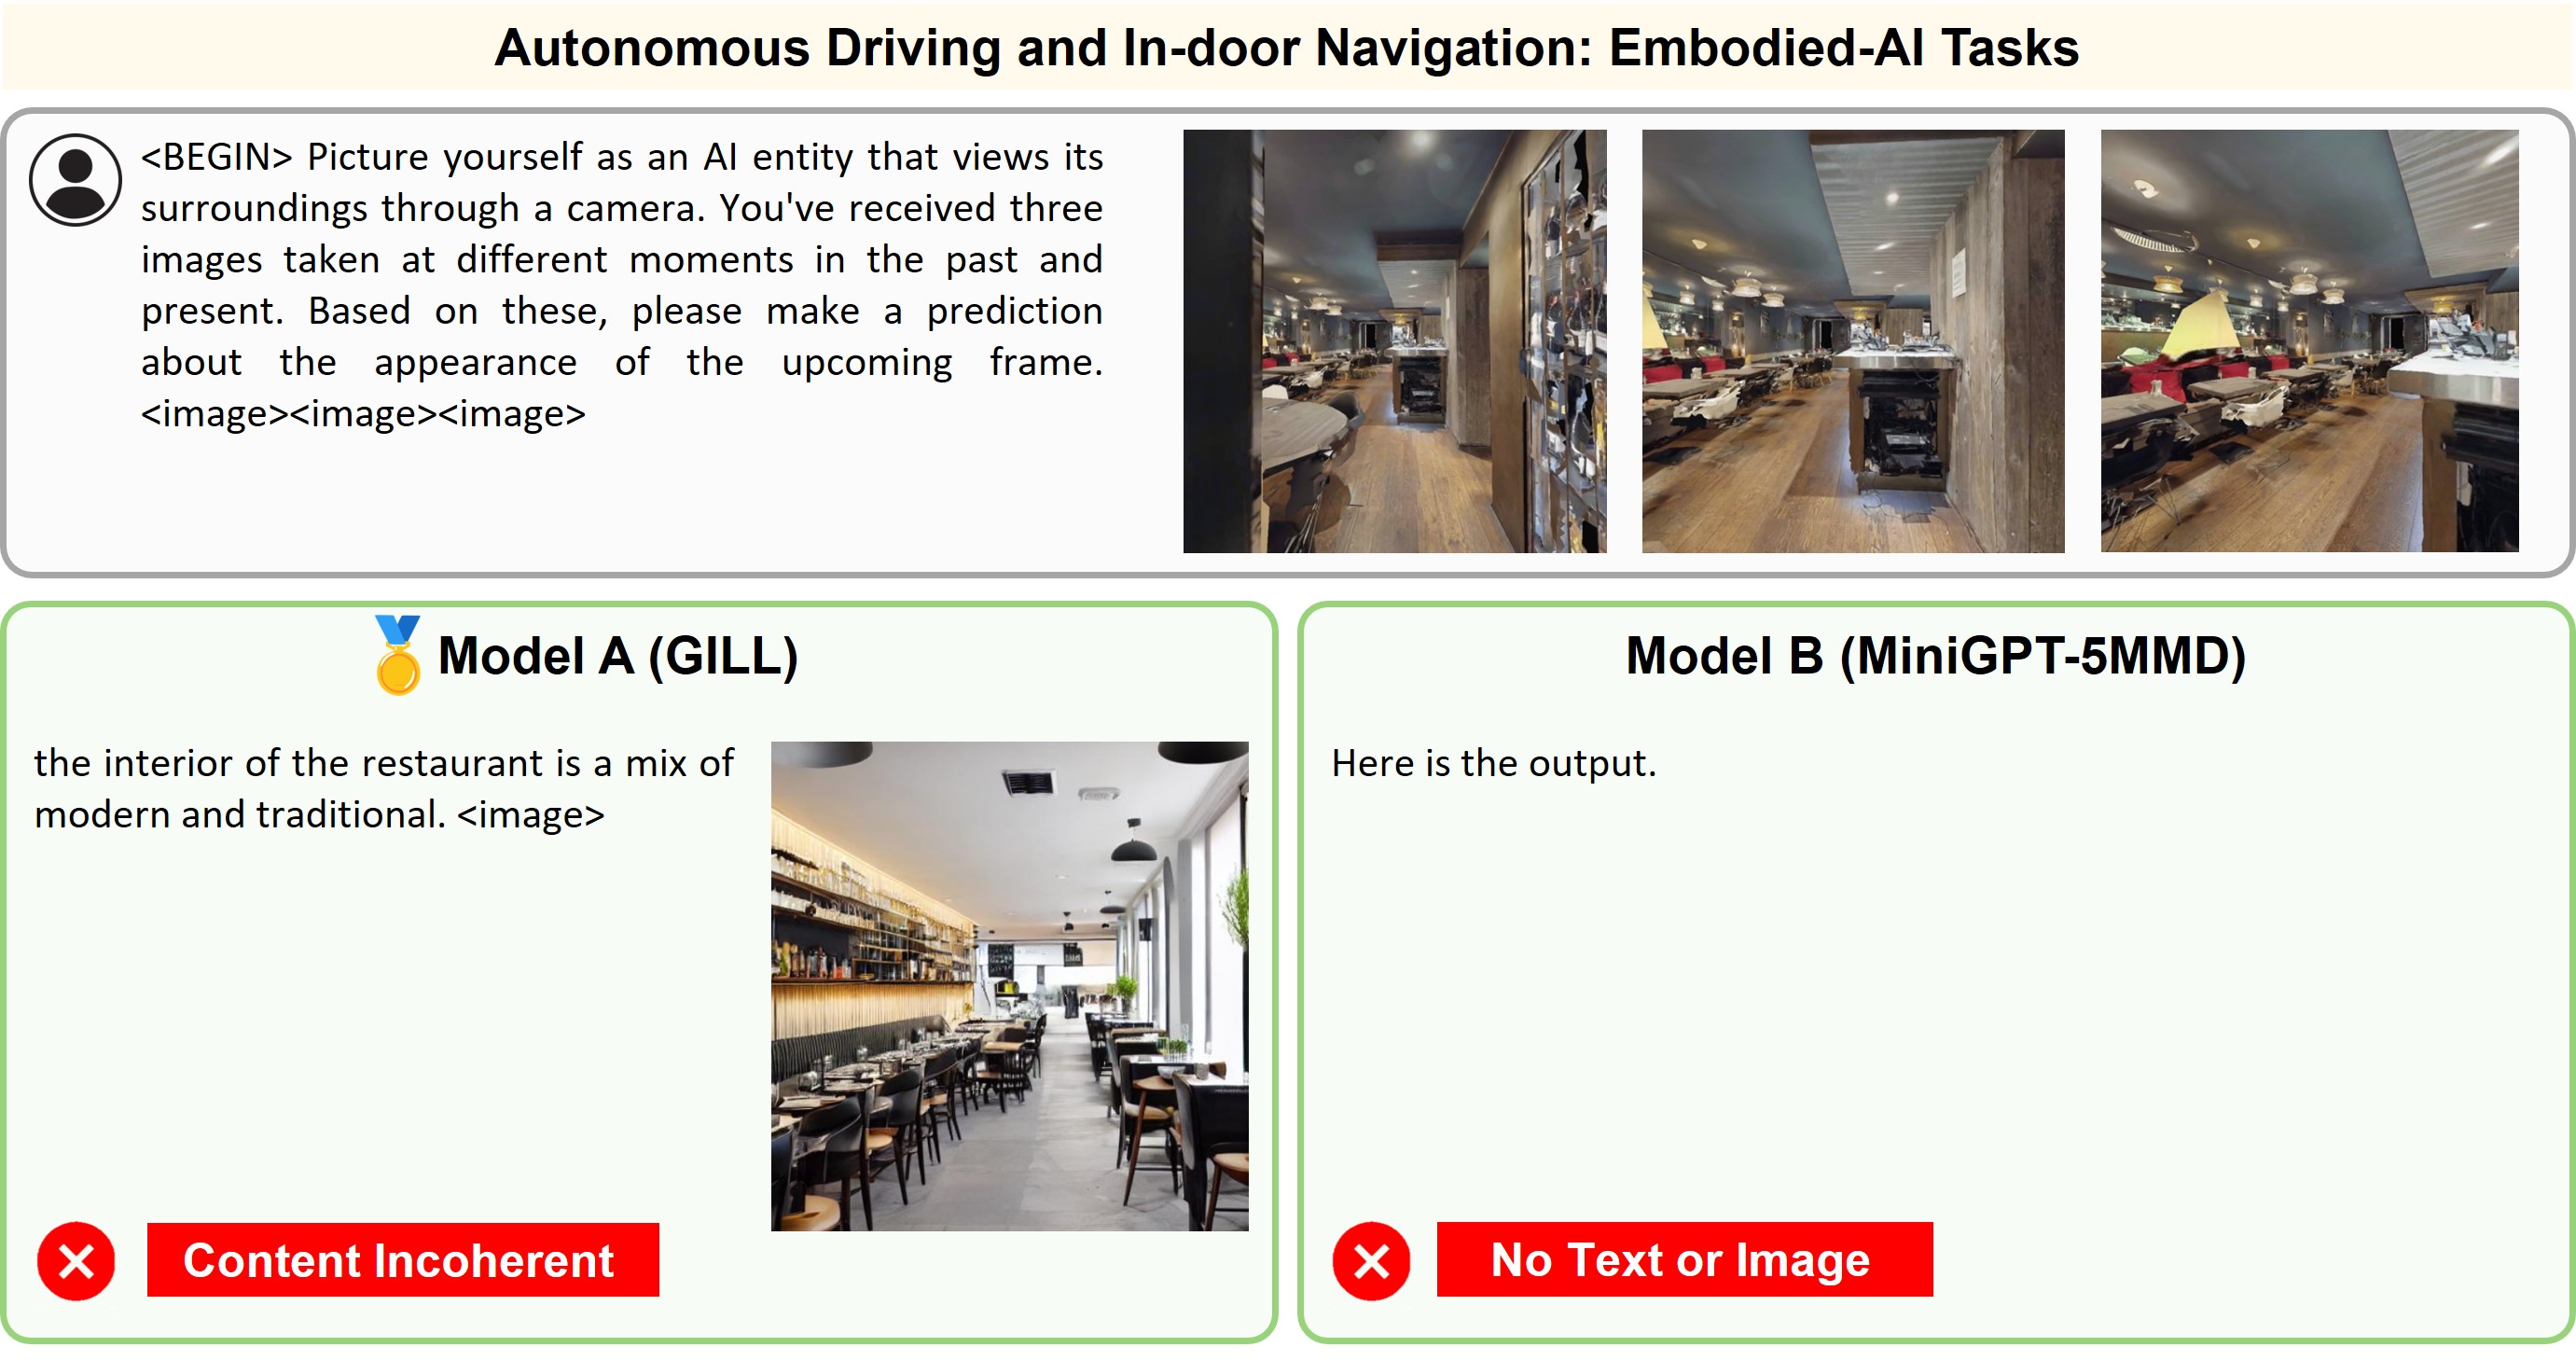 Autonomous Driving and In-door Navigation: Embodied-AI Tasks
<BEGIN> Picture yourself as an AI entity that views its
surroundings through a camera. You've received three
images taken at different moments in the past and
present. Based on these, please make a prediction
about the appearance of the upcoming frame.
<image><image><image>
Model A (GILL)
the interior of the restaurant is a mix of
modern and traditional. <image>
Content Incoherent
Model B (MiniGPT-5MMD)
Here is the output.
No Text or Image